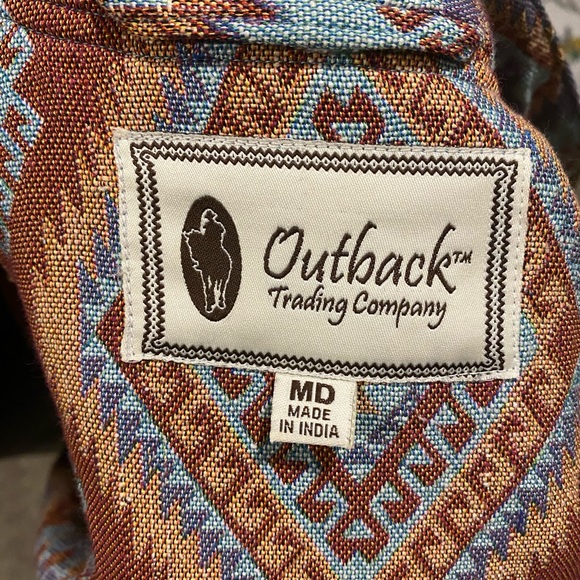 Outback™
Trading Company
MD
MADE
IN INDIA